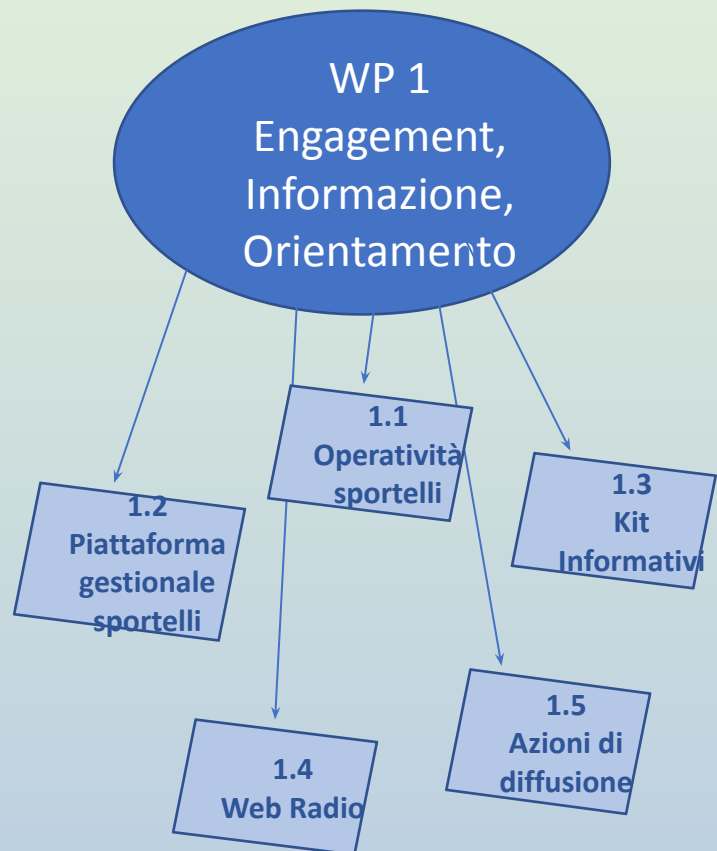 WP 1
Engagement,
Informazione,
Orientamento
1.1
Operatività
sportelli
1.2
Piattaforma
gestionale
sportelli
1.3
Kit
Informativi
1.4
Web Radio
1.5
Azioni di
diffusione